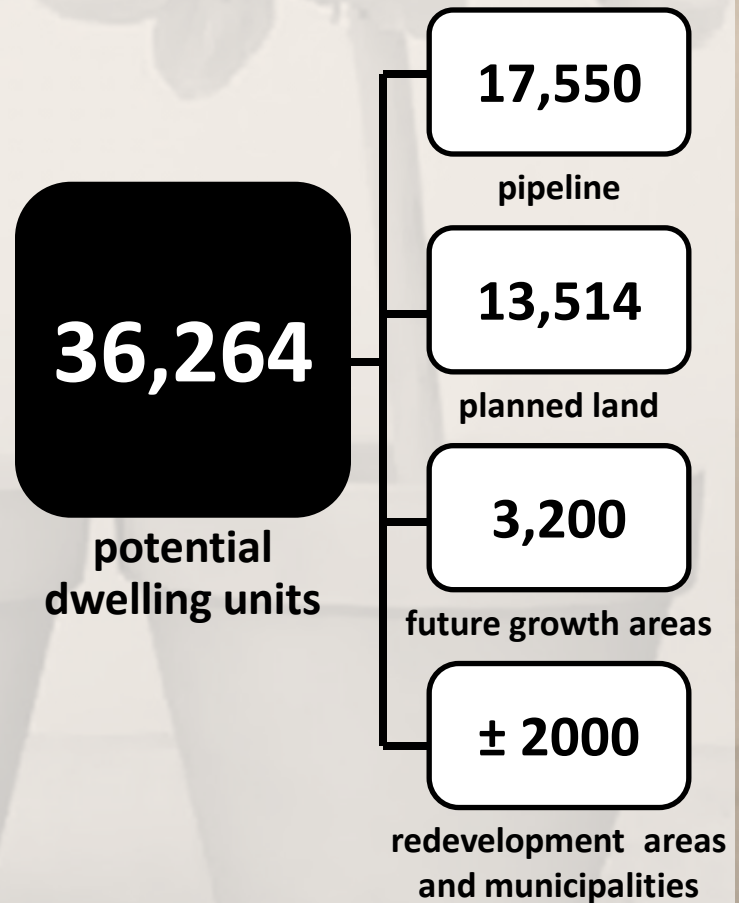 36,264
potential
dwelling units
17,550
pipeline
13,514
planned land
3,200
future growth areas
± 2000
redevelopment areas
and municipalities